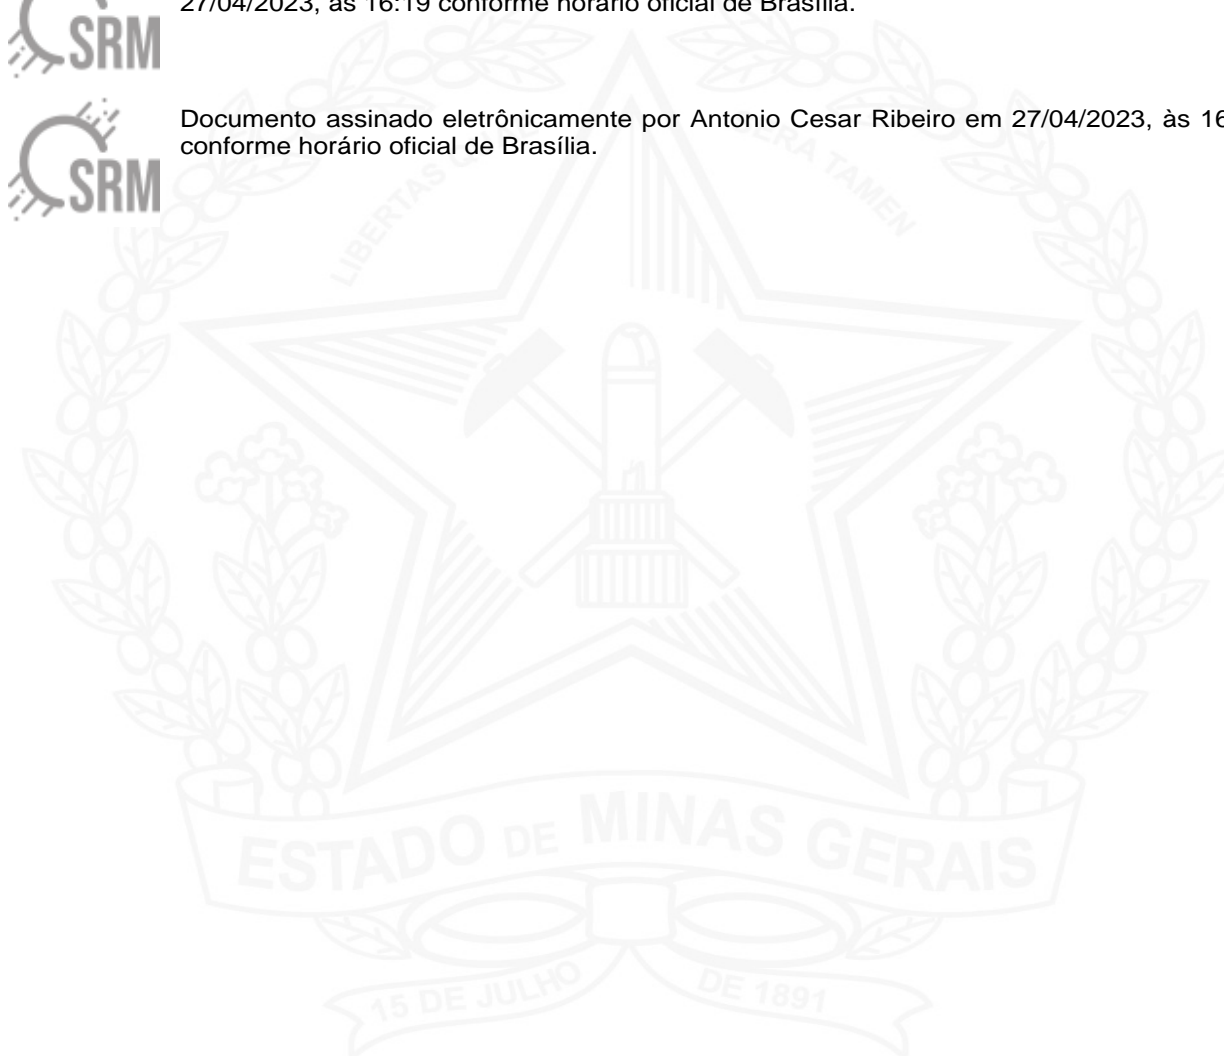 27/04/2023, às 16:19 conforme horário oficial de Brasília.
SRM
Documento assinado eletrônicamente por Antonio Cesar Ribeiro em 27/04/2023, às 16
conforme horário oficial de Brasília.
SRM
LIBERTAS QUÆ SERA TAMEN
ESTADO DE MINAS GERAIS
15 DE JULHO DE 1891